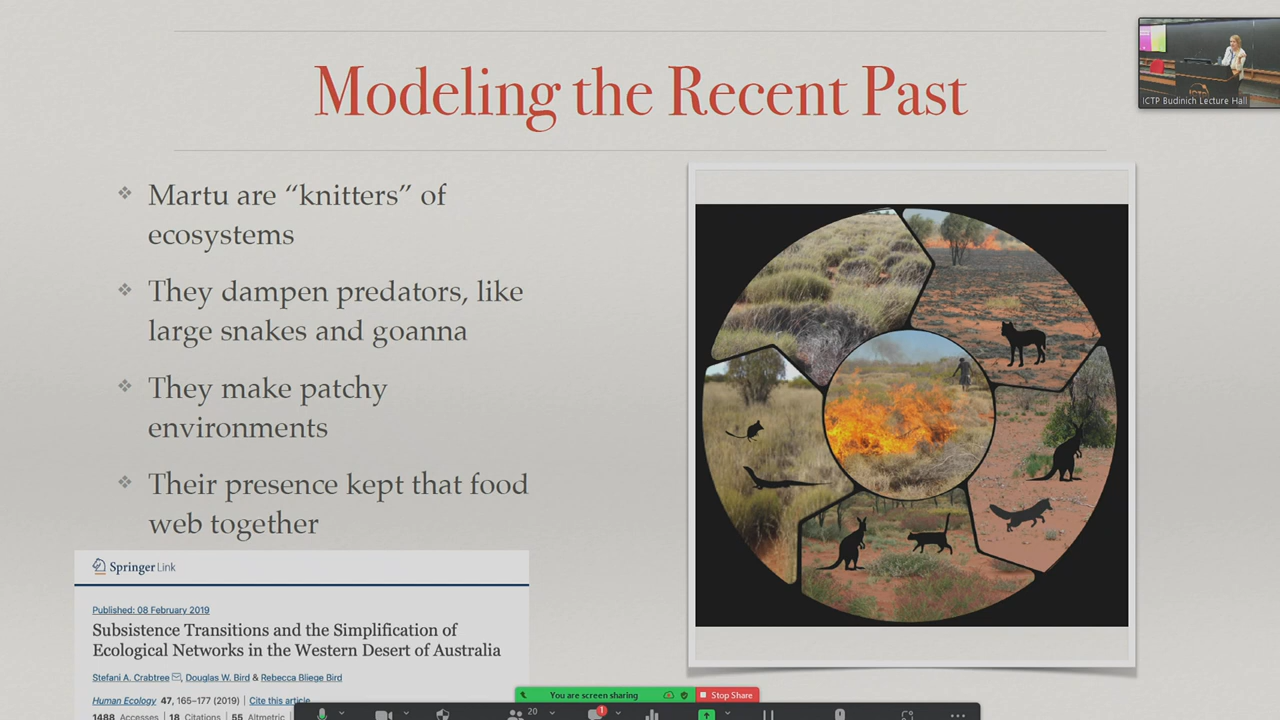 Modeling the Recent Past
ICTP Budinich Lecture Hall
Martu are “knitters” of
ecosystems
They dampen predators, like
large snakes and goanna
They make patchy
environments
Their presence kept that food
web together
Springer Link
Published: 08 February 2019
Subsistence Transitions and the Simplification of
Ecological Networks in the Western Desert of Australia
Stefani A. Crabtree, Douglas W. Bird & Rebecca Bliege Bird
Human Ecology 47, 165–177 (2019) | Cite this article
1488 Accesses | 18 Citations | 55 Altmetric
You are screen sharing
Stop Share
20
1